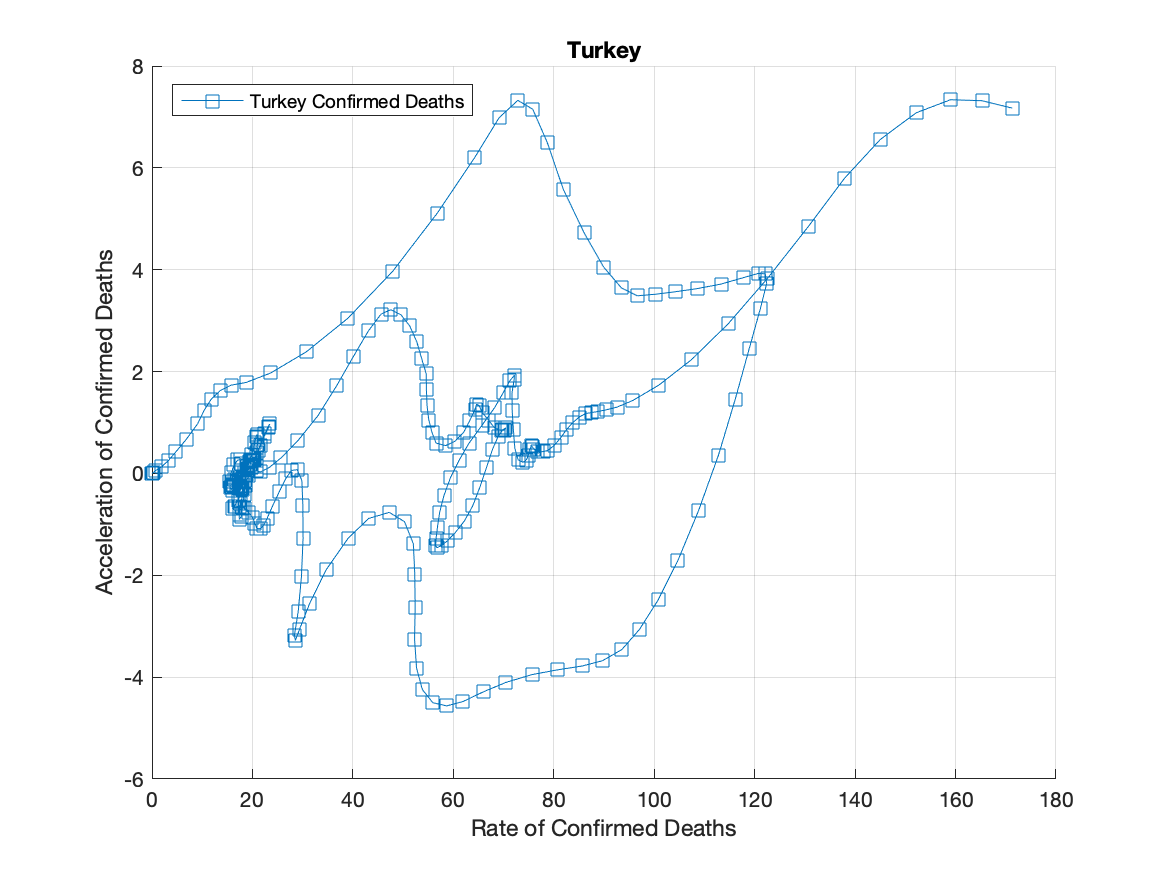 Turkey
Turkey Confirmed Deaths
Acceleration of Confirmed Deaths
8
6
4
2
0
-2
-4
-6
0 20 40 60 80 100 120 140 160 180
Rate of Confirmed Deaths